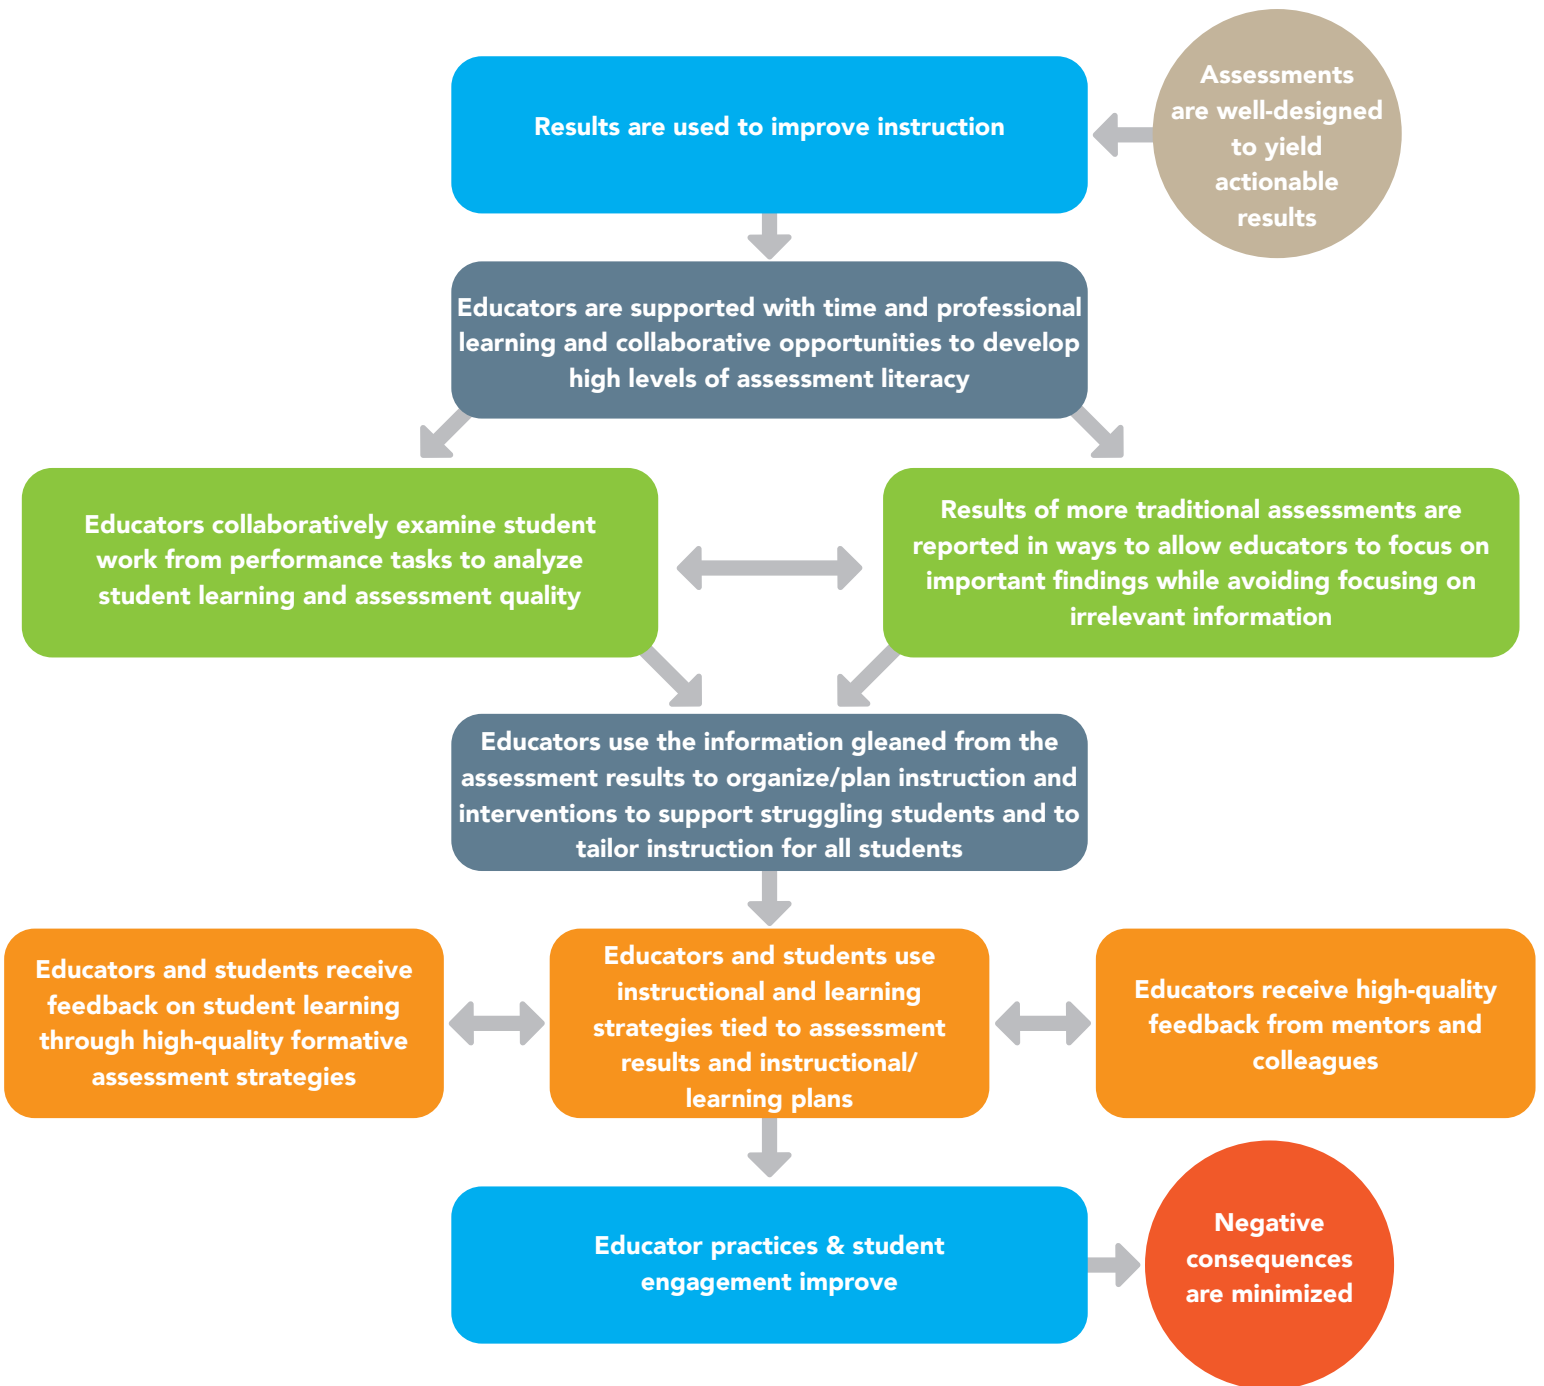 Results are used to improve instruction
Assessments
are well-designed
to yield
actionable
results
Educators are supported with time and professional
learning and collaborative opportunities to develop
high levels of assessment literacy
Educators collaboratively examine student
work from performance tasks to analyze
student learning and assessment quality
Results of more traditional assessments are
reported in ways to allow educators to focus on
important findings while avoiding focusing on
irrelevant information
Educators use the information gleaned from the
assessment results to organize/plan instruction and
interventions to support struggling students and to
tailor instruction for all students
Educators and students receive
feedback on student learning
through high-quality formative
assessment strategies
Educators and students use
instructional and learning
strategies tied to assessment
results and instructional/
learning plans
Educators receive high-quality
feedback from mentors and
colleagues
Educator practices & student
engagement improve
Negative
consequences
are minimized